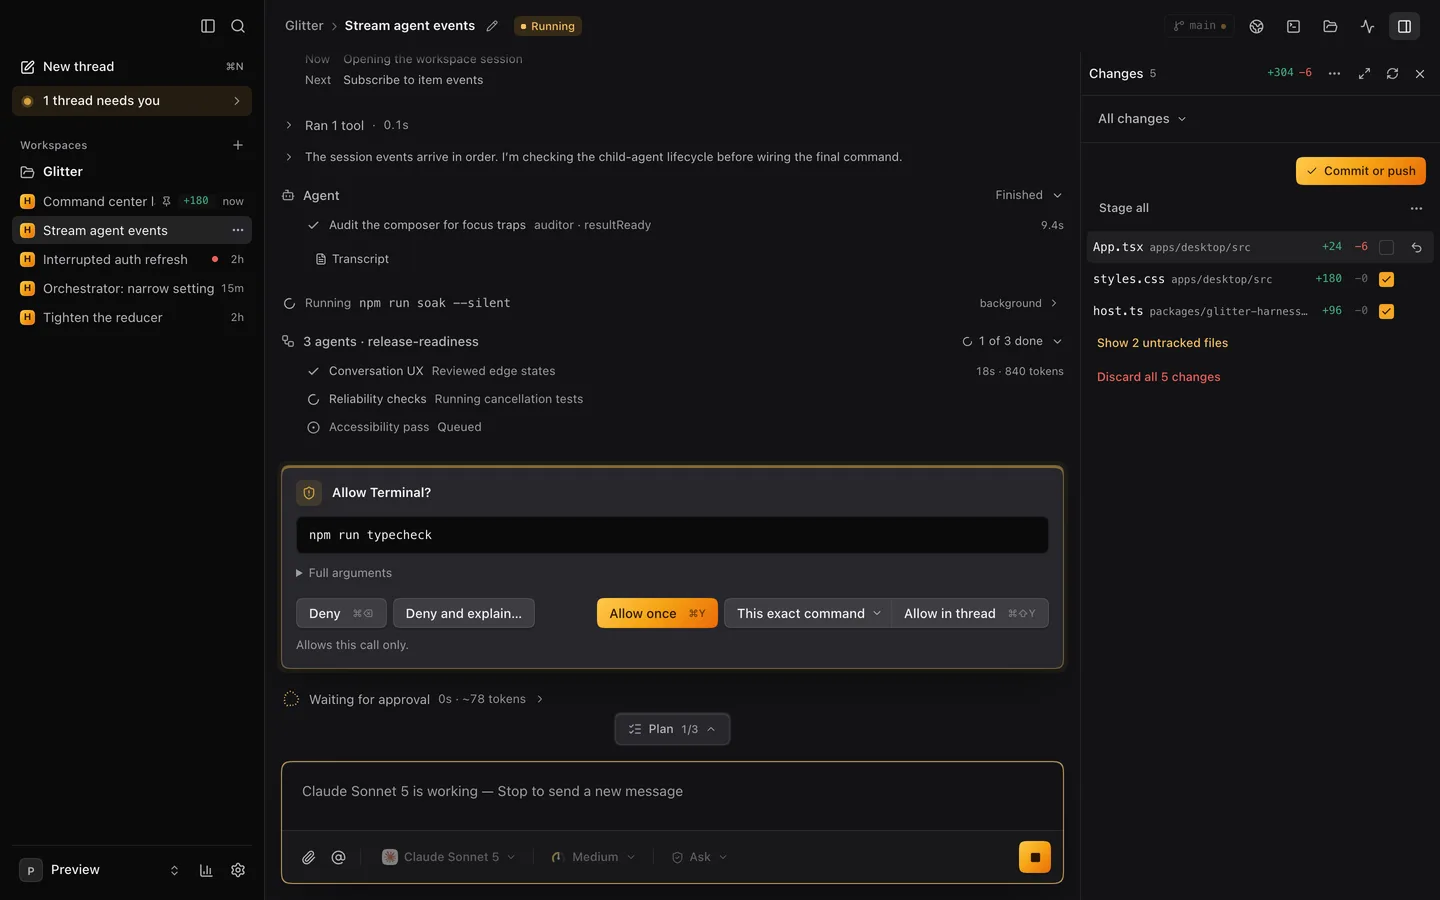 New thread ⌘N
1 thread needs you
Workspaces
Glitter
H Command center l +180 now
H Stream agent events
H Interrupted auth refresh 2h
H Orchestrator: narrow setting 15m
H Tighten the reducer 2h
P Preview
Glitter › Stream agent events Running
main
Now Opening the workspace session
Next Subscribe to item events
Ran 1 tool · 0.1s
The session events arrive in order. I'm checking the child-agent lifecycle before wiring the final command.
Agent Finished
Audit the composer for focus traps auditor · resultReady 9.4s
Transcript
Running npm run soak --silent background
3 agents · release-readiness 1 of 3 done
Conversation UX Reviewed edge states 18s · 840 tokens
Reliability checks Running cancellation tests
Accessibility pass Queued
Allow Terminal?
npm run typecheck
Full arguments
Deny ⌘⌫ Deny and explain... Allow once ⌘Y This exact command Allow in thread ⌘⇧Y
Allows this call only.
Waiting for approval 0s · ~78 tokens
Plan 1/3
Claude Sonnet 5 is working — Stop to send a new message
Claude Sonnet 5 Medium Ask
Changes 5 +304 −6
All changes
Commit or push
Stage all
App.tsx apps/desktop/src +24 −6
styles.css apps/desktop/src +180 −0
host.ts packages/glitter-harness… +96 −0
Show 2 untracked files
Discard all 5 changes